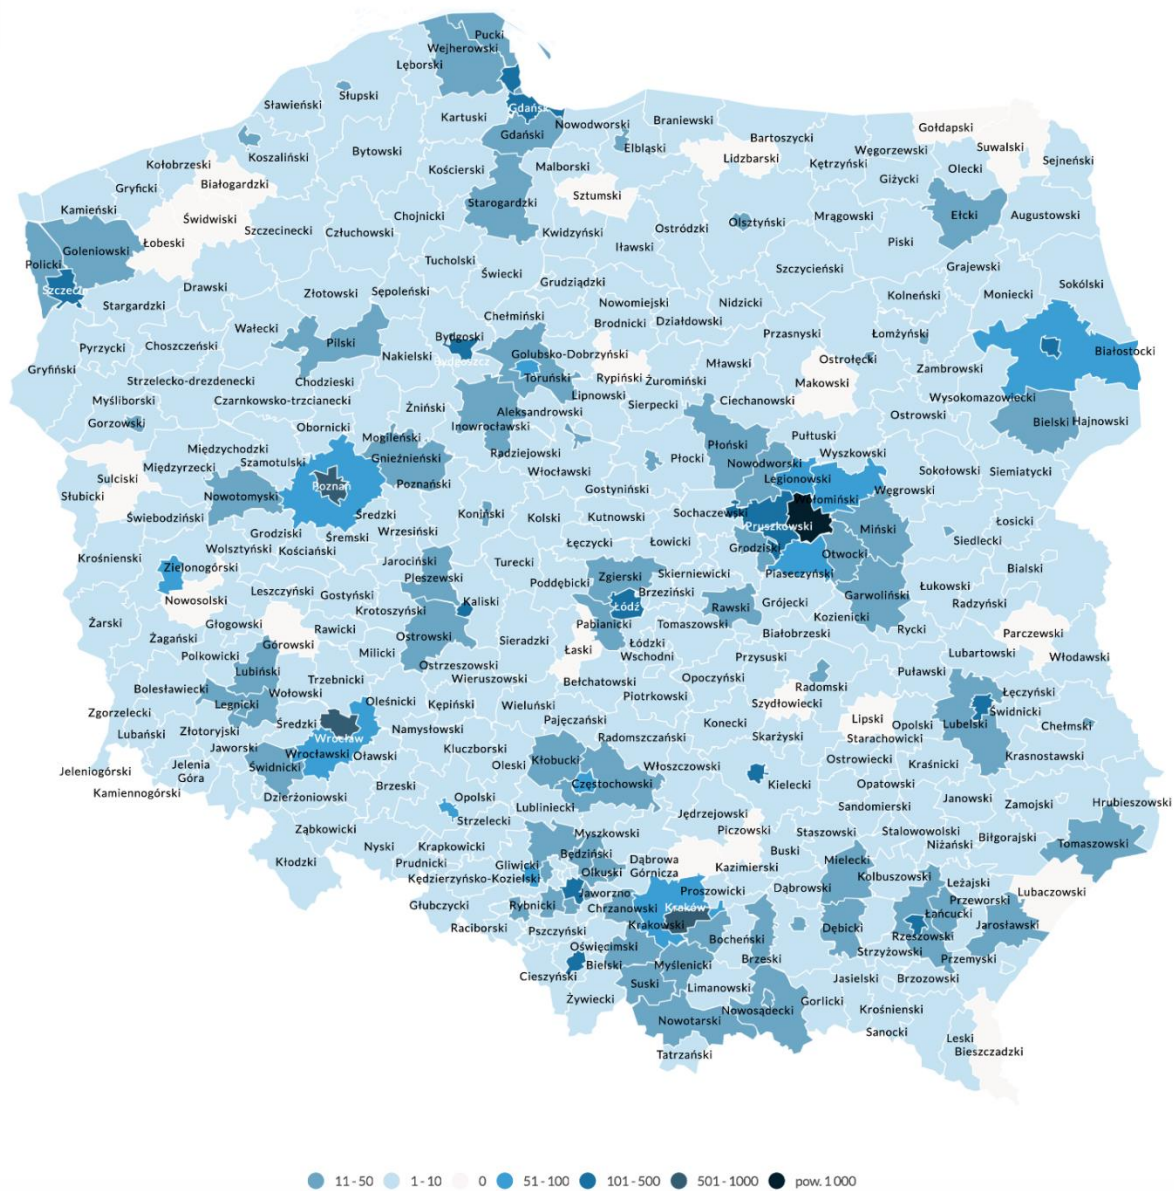 Pucki
Wejherowski
Lęborski
Słupski
Sławieński
Gdańsk
Kartuski
Nowodworski
Braniewski
Gołdapski
Gdański
Bartoszycki
Węgorzewski
Suwalski
Koszaliński
Bytowski
Elbląski
Lidzbarski
Kętrzyński
Olecki
Sejneński
Kołobrzeski
Kościerski
Malborski
Giżycki
Białogardzki
Gryficki
Sztumski
Starogardzki
Kamieński
Świdwiski
Chojnicki
Olsztyński
Mrągowski
Ełcki
Augustowski
Szczecinecki
Człuchowski
Kwidzyński
Ostródzki
Goleniowski
Łobeski
Iławski
Piski
Policki
Tucholski
Świecki
Szczycieński
Grajewski
Szczecin
Drawski
Złotowski
Sępoleński
Grudziądzki
Kolneński
Moniecki
Sokólski
Stargardzki
Nowomiejski
Nidzicki
Chełmiński
Brodnicki
Działdowski
Wałecki
Bydgoski
Przasnyski
Łomżyński
Pyrzycki
Choszczeński
Pilski
Nakielski
Bydgoszcz
Golubsko-Dobrzyński
Ostrołęcki
Białostocki
Gryfiński
Mławski
Zambrowski
Strzelecko-drezdenecki
Chodzieski
Toruński
Rypiński
Żuromiński
Makowski
Myśliborski
Czarnkowsko-trzcianecki
Lipnowski
Sierpecki
Ciechanowski
Wysokomazowiecki
Gorzowski
Żniński
Aleksandrowski
Ostrowski
Obornicki
Inowrocławski
Bielski
Hajnowski
Mogileński
Płoński
Pułtuski
Międzychodzki
Radziejowski
Wyszkowski
Szamotulski
Gnieźnieński
Płocki
Nowodworski
Sulciski
Międzyrzecki
Włocławski
Sokołowski
Siemiatycki
Poznań
Poznański
Legionowski
Węgrowski
Słubicki
Nowotomyski
Gostyniński
Wołomiński
Świebodziński
Średzki
Koniński
Kolski
Kutnowski
Sochaczewski
Łosicki
Pruszkowski
Miński
Grodziski
Śremski
Wrzesiński
Siedlecki
Krośnienski
Wolsztyński
Kościański
Łęczycki
Łowicki
Grodziski
Otwocki
Zielonogórski
Jarociński
Turecki
Bialski
Pleszewski
Poddębicki
Zgierski
Skierniewicki
Piaseczyński
Nowosolski
Leszczyński
Gostyński
Brzeziński
Łukowski
Kaliski
Garwoliński
Krotoszyński
Łódź
Rawski
Grójecki
Radzyński
Żarski
Głogowski
Pabianicki
Tomaszowski
Kozienicki
Rawicki
Ostrowski
Sieradzki
Łódzki
Białobrzeski
Rycki
Parczewski
Żagański
Górowski
Wschodni
Milicki
Łaski
Włodawski
Polkowicki
Ostrzeszowski
Przysuski
Lubartowski
Lubiński
Trzebnicki
Wieruszowski
Bełchatowski
Opoczyński
Puławski
Bolesławiecki
Wołowski
Piotrkowski
Radomski
Łęczyński
Legnicki
Oleśnicki
Kępiński
Wieluński
Szydłowiecki
Zgorzelecki
Świdnicki
Lubański
Średzki
Pajęczański
Konecki
Lipski
Opolski
Lubelski
Chełmski
Złotoryjski
Namysłowski
Wrocław
Radomszczański
Skarżyski
Starachowicki
Jaworski
Wrocławski
Oławski
Kluczborski
Krasnostawski
Jeleniogórski
Jelenia
Góra
Świdnicki
Oleski
Kłobucki
Włoszczowski
Ostrowiecki
Kraśnicki
Kamiennogórski
Brzeski
Częstochowski
Kielecki
Opatowski
Dzierżoniowski
Opolski
Lubliniecki
Janowski
Zamojski
Hrubieszowski
Strzelecki
Jędrzejowski
Sandomierski
Ząbkowicki
Myszkowski
Piczowski
Staszowski
Stalowowolski
Biłgorajski
Nyski
Krapkowicki
Niżański
Tomaszowski
Kłodzki
Prudnicki
Gliwicki
Będziński
Dąbrowa
Górnicza
Buski
Mielecki
Kędzierzyńsko-Kozielski
Olkuski
Kazimierski
Kolbuszowski
Jaworzno
Proszowicki
Dąbrowski
Leżajski
Lubaczowski
Głubczycki
Rybnicki
Chrzanowski
Kraków
Przeworski
Raciborski
Pszczyński
Krakowski
Łańcucki
Bocheński
Dębicki
Rzeszowski
Jarosławski
Oświęcimski
Strzyżowski
Przemyski
Cieszyński
Bielski
Myślenicki
Brzeski
Suski
Limanowski
Jasielski
Brzozowski
Żywiecki
Gorlicki
Nowosądecki
Krośnienski
Nowotarski
Sanocki
Leski
Tatrzański
Bieszczadzki
11 - 50 1 - 10 0 51 - 100 101 - 500 501 - 1000 pow. 1 000